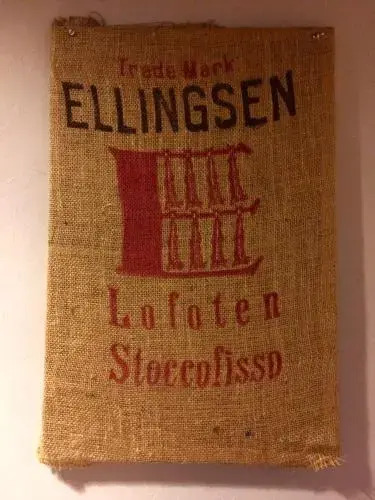 Trade Mark
ELLINGSEN
Lofoten
Stoccofisso